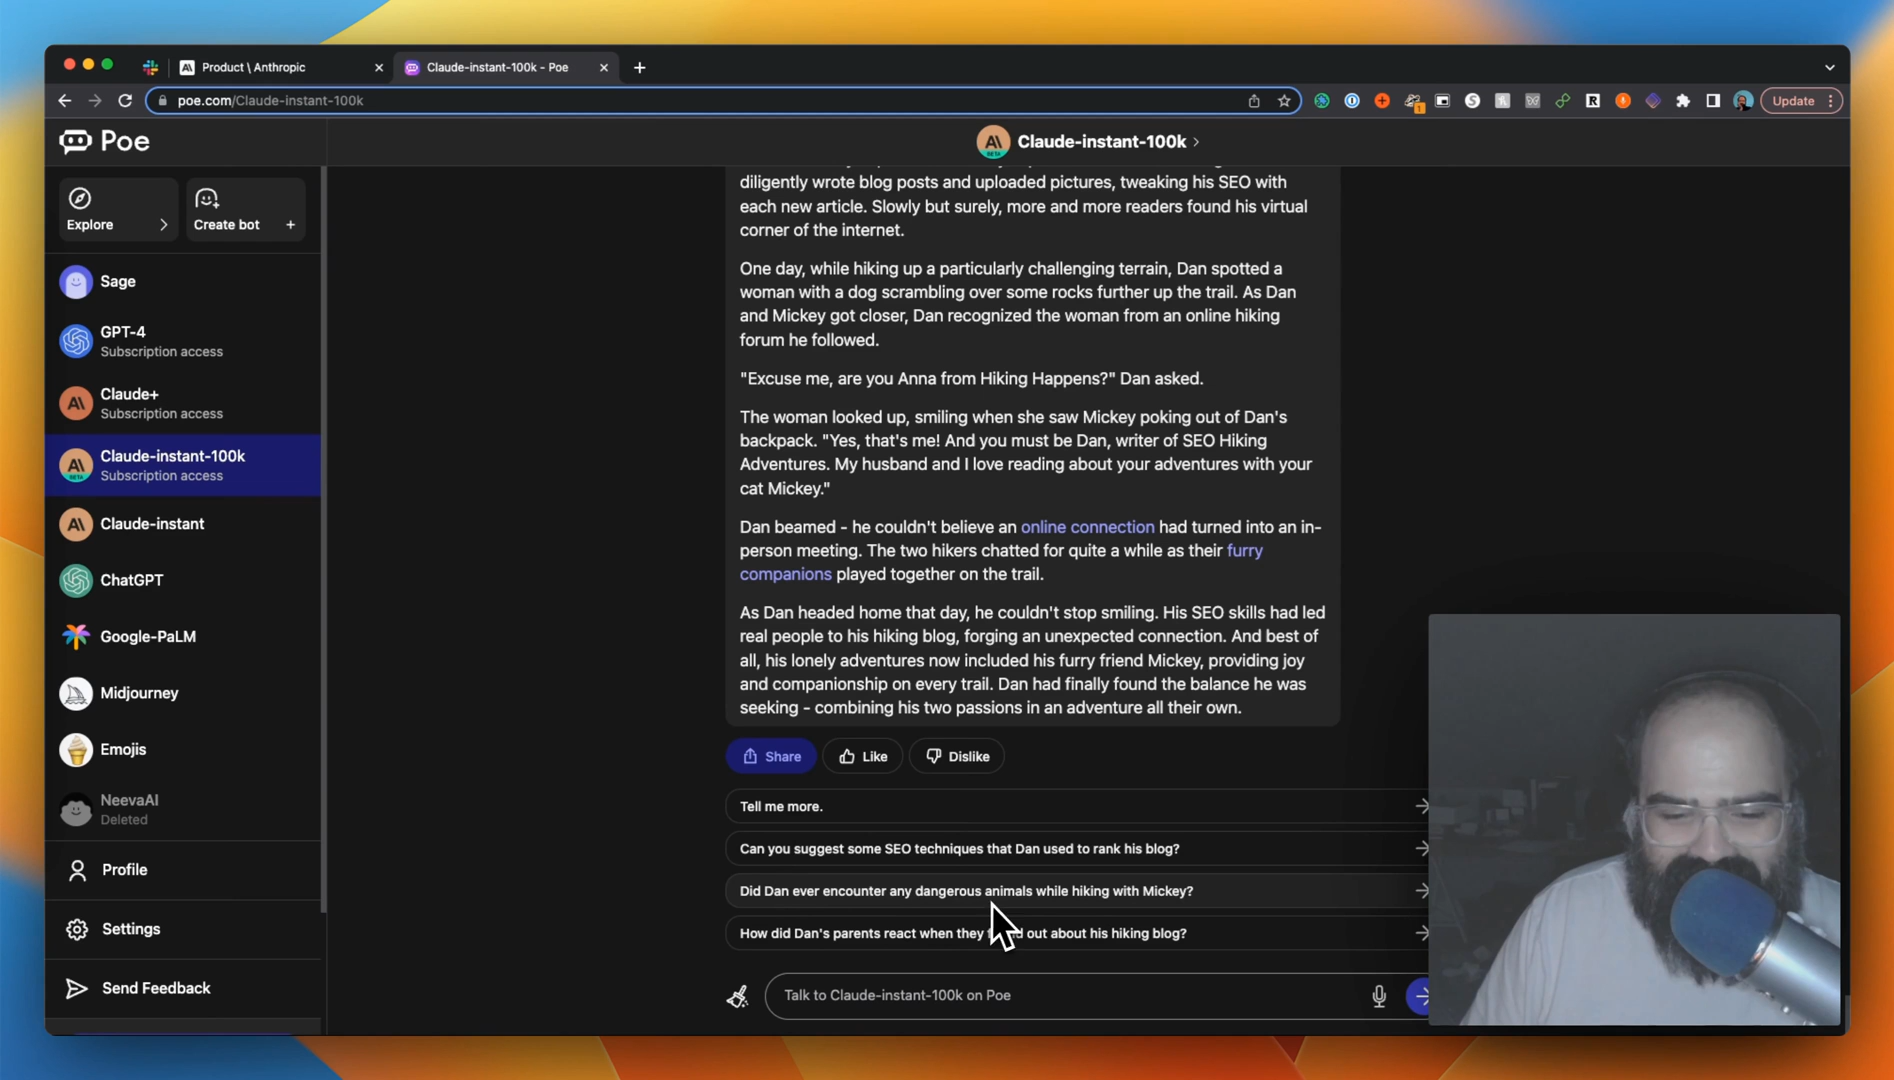 Product \ Anthropic
Claude-instant-100k - Poe
poe.com/Claude-instant-100k
1
Update
Poe
Claude-instant-100k
Explore
Create bot
Sage
GPT-4
Subscription access
Claude+
Subscription access
Claude-instant-100k
Subscription access
BETA
Claude-instant
ChatGPT
Google-PaLM
Midjourney
Emojis
NeevaAI
Deleted
Profile
Settings
Send Feedback
diligently wrote blog posts and uploaded pictures, tweaking his SEO with
each new article. Slowly but surely, more and more readers found his virtual
corner of the internet.
One day, while hiking up a particularly challenging terrain, Dan spotted a
woman with a dog scrambling over some rocks further up the trail. As Dan
and Mickey got closer, Dan recognized the woman from an online hiking
forum he followed.
"Excuse me, are you Anna from Hiking Happens?" Dan asked.
The woman looked up, smiling when she saw Mickey poking out of Dan's
backpack. "Yes, that's me! And you must be Dan, writer of SEO Hiking
Adventures. My husband and I love reading about your adventures with your
cat Mickey."
Dan beamed - he couldn't believe an online connection had turned into an in-
person meeting. The two hikers chatted for quite a while as their furry
companions played together on the trail.
As Dan headed home that day, he couldn't stop smiling. His SEO skills had led
real people to his hiking blog, forging an unexpected connection. And best of
all, his lonely adventures now included his furry friend Mickey, providing joy
and companionship on every trail. Dan had finally found the balance he was
seeking - combining his two passions in an adventure all their own.
Share
Like
Dislike
Tell me more.
Can you suggest some SEO techniques that Dan used to rank his blog?
Did Dan ever encounter any dangerous animals while hiking with Mickey?
How did Dan's parents react when they out about his hiking blog?
Talk to Claude-instant-100k on Poe